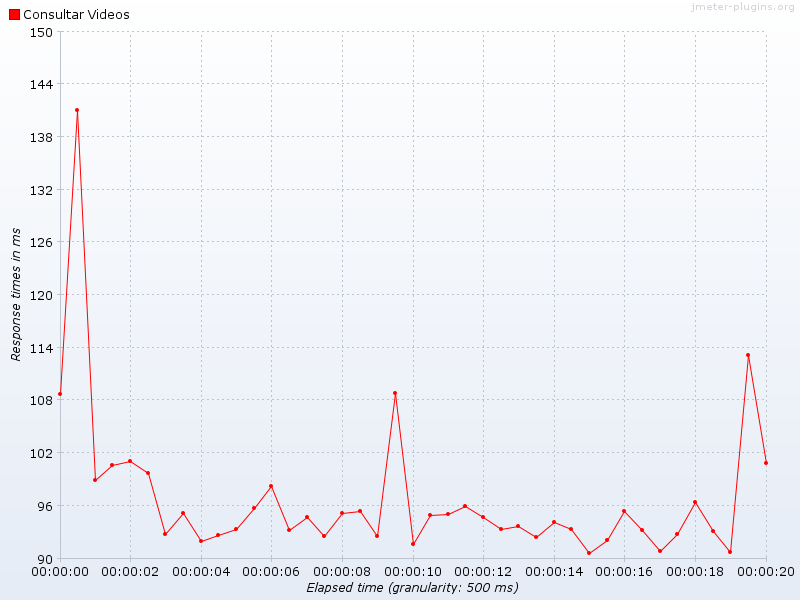 jmeter-plugins.org
Consultar Videos
150
144
138
132
126
120
114
108
102
96
90
Response times in ms
00:00:00 00:00:02 00:00:04 00:00:06 00:00:08 00:00:10 00:00:12 00:00:14 00:00:16 00:00:18 00:00:20
Elapsed time (granularity: 500 ms)